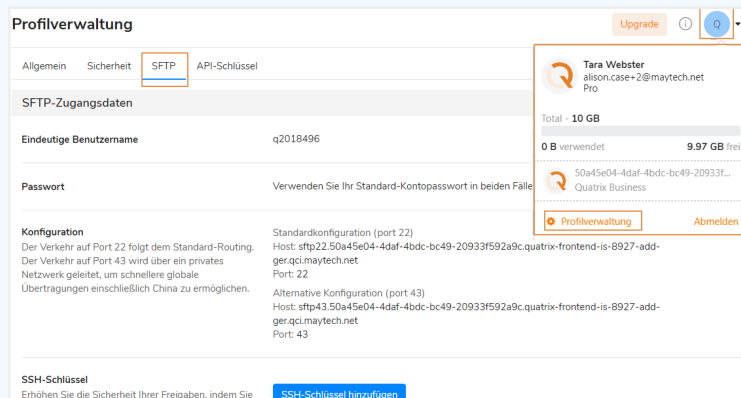 Profilverwaltung
Upgrade
Q
Allgemein Sicherheit SFTP API-Schlüssel
Tara Webster
alison.case+2@maytech.net
Pro
Total - 10 GB
0 B verwendet 9.97 GB frei
50a45e04-4daf-4bdc-bc49-20933f...
Quatrix Business
Profilverwaltung Abmelden
SFTP-Zugangsdaten
Eindeutige Benutzername q2018496
Passwort Verwenden Sie Ihr Standard-Kontopasswort in beiden Fälle
Konfiguration
Der Verkehr auf Port 22 folgt dem Standard-Routing.
Der Verkehr auf Port 43 wird über ein privates
Netzwerk geleitet, um schnellere globale
Übertragungen einschließlich China zu ermöglichen.
Standardkonfiguration (port 22)
Host: sftp22.50a45e04-4daf-4bdc-bc49-20933f592a9c.quatrix-frontend-is-8927-add-
ger.qci.maytech.net
Port: 22
Alternative Konfiguration (port 43)
Host: sftp43.50a45e04-4daf-4bdc-bc49-20933f592a9c.quatrix-frontend-is-8927-add-
ger.qci.maytech.net
Port: 43
SSH-Schlüssel
Erhöhen Sie die Sicherheit Ihrer Freigaben, indem Sie
SSH-Schlüssel hinzufügen